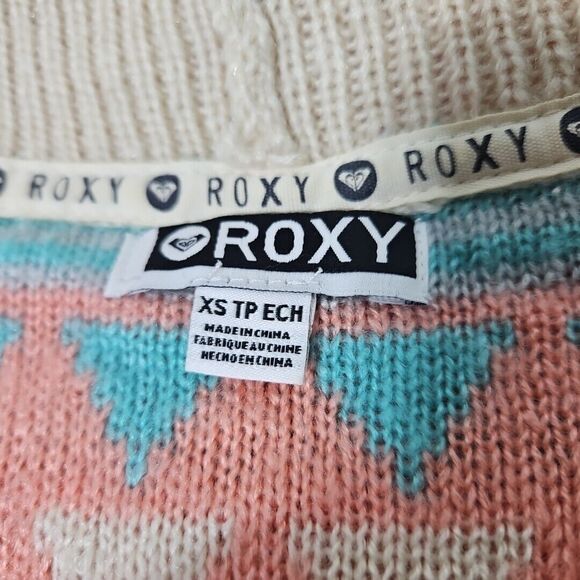 ROXY ROXY ROXY
ROXY
XS TP ECH
MADE IN CHINA
FABRIQUE AU CHINE
HECHO EN CHINA